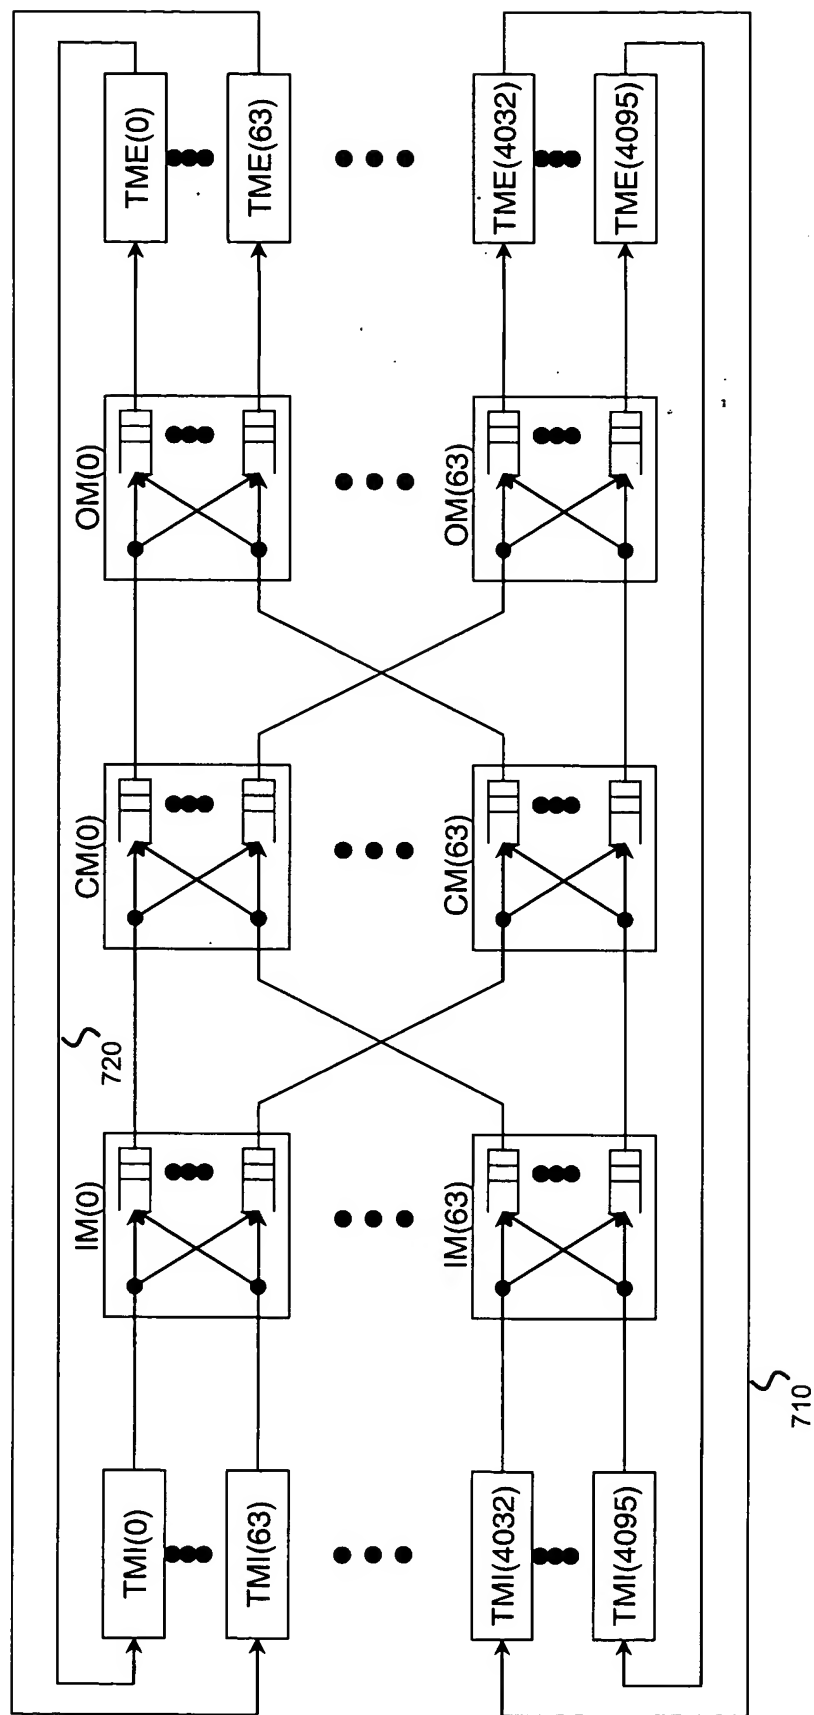 TMI(0)
TMI(63)
TMI(4032)
TMI(4095)
IM(0)
IM(63)
CM(0)
CM(63)
OM(0)
OM(63)
TME(0)
TME(63)
TME(4032)
TME(4095)
720
710